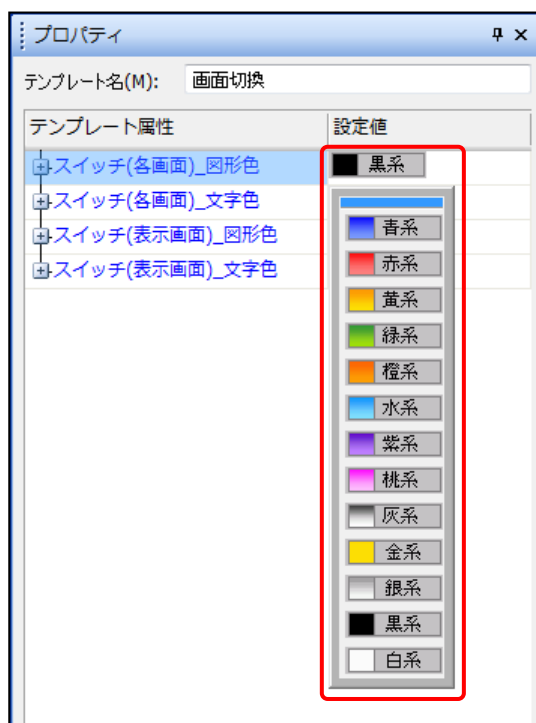 プロパティ
テンプレート名(M): 画面切換
テンプレート属性 設定値
スイッチ(各画面)_図形色 黒系
スイッチ(各画面)_文字色
スイッチ(表示画面)_図形色
スイッチ(表示画面)_文字色
青系
赤系
黄系
緑系
橙系
水系
紫系
桃系
灰系
金系
銀系
黒系
白系